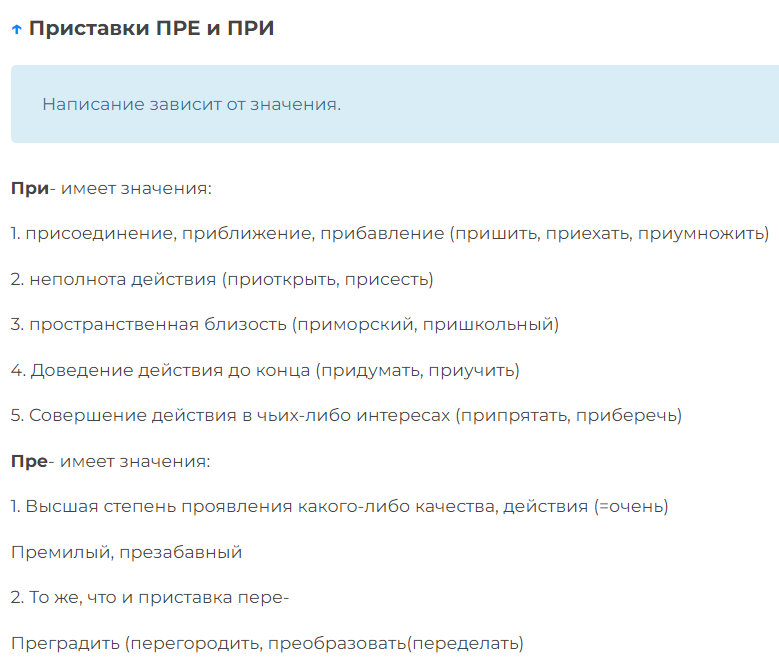 ↑ Приставки ПРЕ и ПРИ
Написание зависит от значения.
При- имеет значения:
1. присоединение, приближение, прибавление (пришить, приехать, приумножить)
2. неполнота действия (приоткрыть, присесть)
3. пространственная близость (приморский, пришкольный)
4. Доведение действия до конца (придумать, приучить)
5. Совершение действия в чьих-либо интересах (припрятать, приберечь)
Пре- имеет значения:
1. Высшая степень проявления какого-либо качества, действия (=очень)
Премилый, презабавный
2. То же, что и приставка пере-
Преградить (перегородить, преобразовать(переделать)